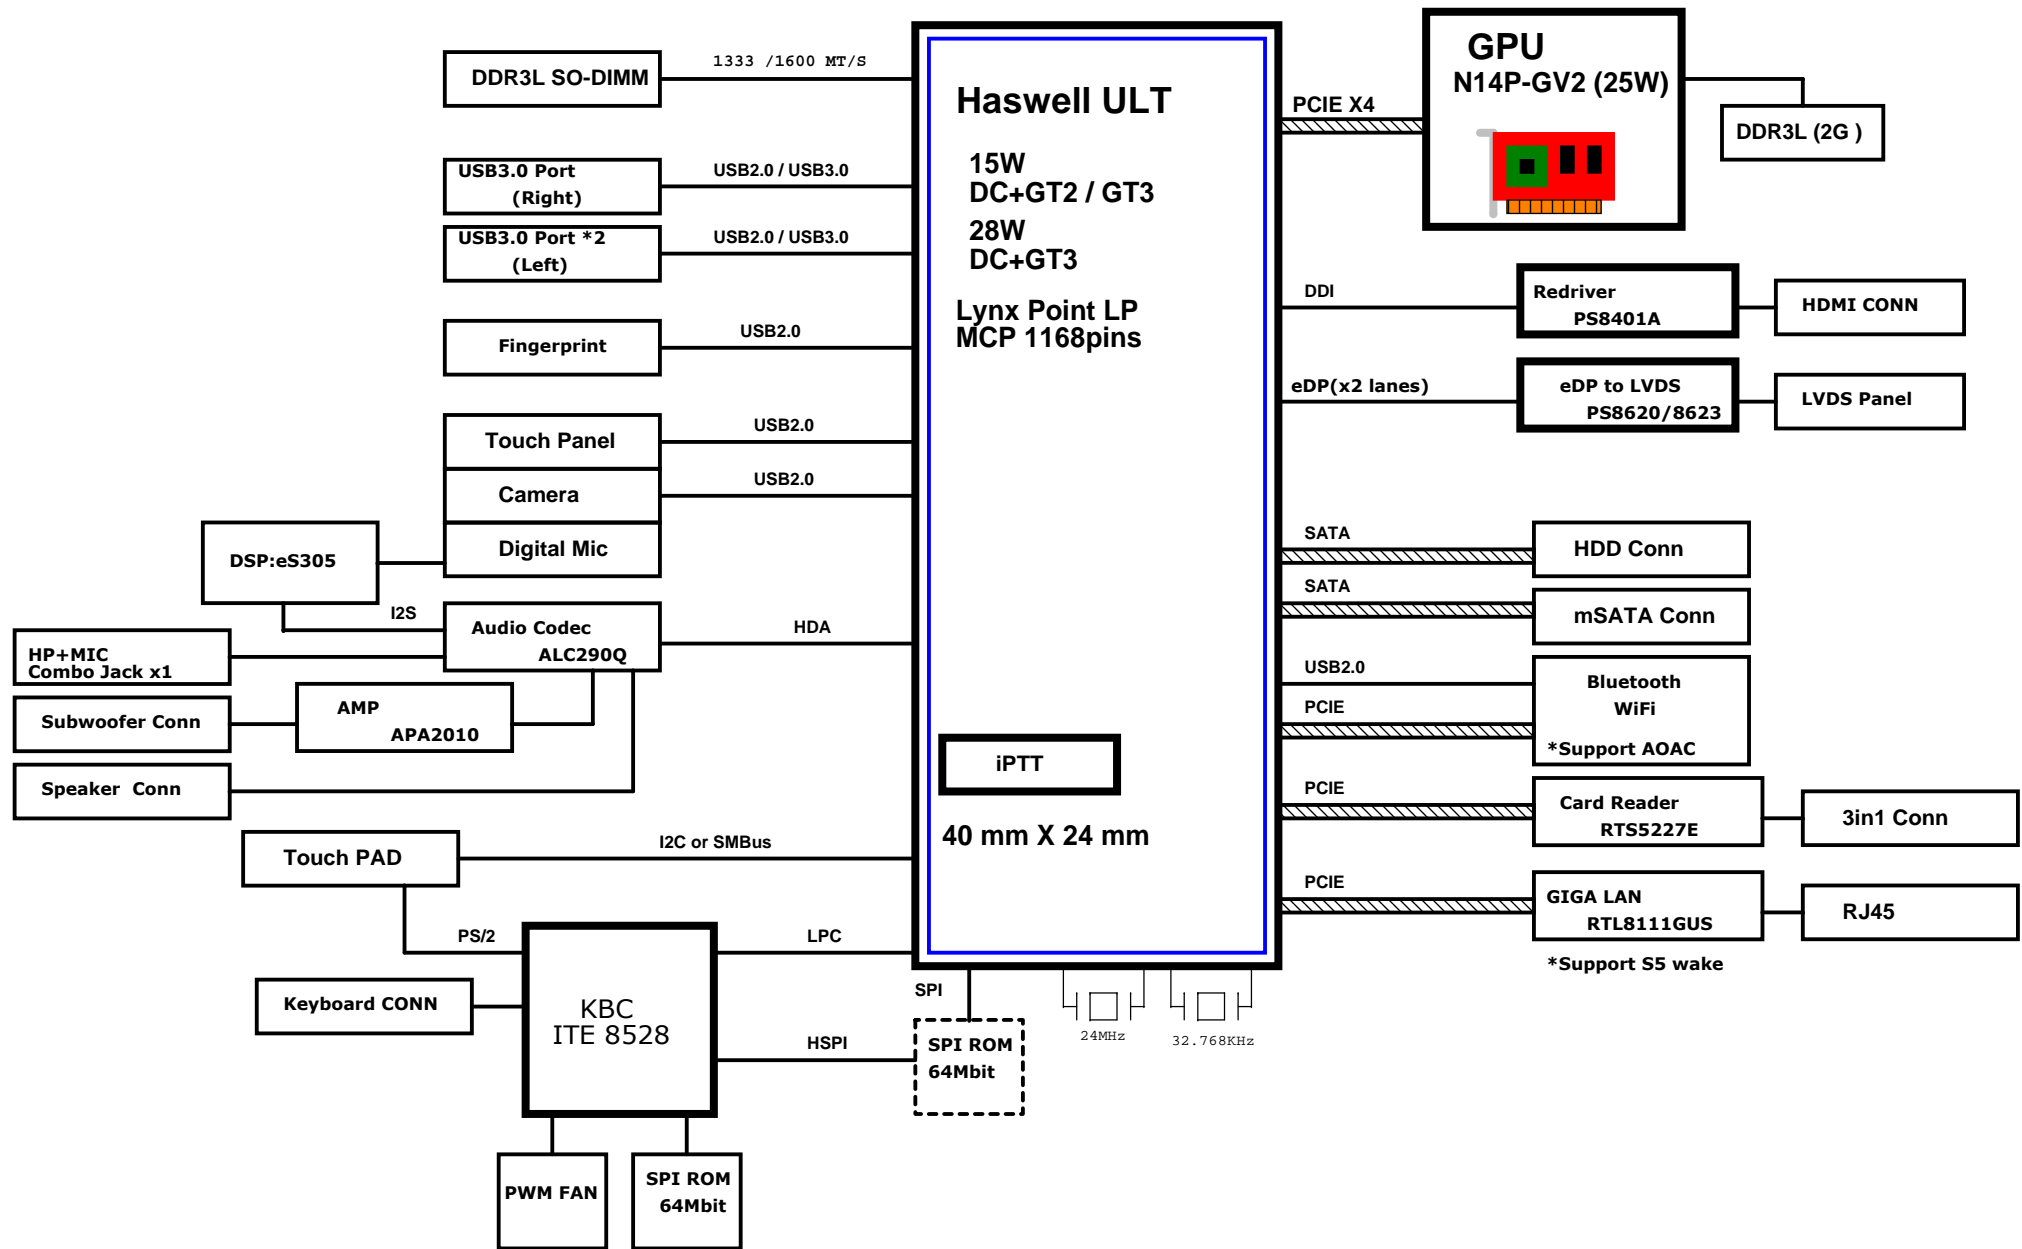 DDR3L SO-DIMM
1333 /1600 MT/S
USB3.0 Port
(Right)
USB2.0 / USB3.0
USB3.0 Port *2
(Left)
USB2.0 / USB3.0
Fingerprint
USB2.0
Touch Panel
USB2.0
Camera
USB2.0
Digital Mic
DSP:eS305
I2S
Audio Codec
ALC290Q
HDA
HP+MIC
Combo Jack x1
Subwoofer Conn
AMP
APA2010
Speaker Conn
Touch PAD
I2C or SMBus
PS/2
LPC
Keyboard CONN
KBC
ITE 8528
HSPI
SPI
SPI ROM
64Mbit
PWM FAN
SPI ROM
64Mbit
Haswell ULT
15W
DC+GT2 / GT3
28W
DC+GT3
Lynx Point LP
MCP 1168pins
iPTT
40 mm X 24 mm
24MHz
32.768KHz
PCIE X4
GPU
N14P-GV2 (25W)
DDR3L (2G )
DDI
Redriver
PS8401A
HDMI CONN
eDP(x2 lanes)
eDP to LVDS
PS8620/8623
LVDS Panel
SATA
HDD Conn
SATA
mSATA Conn
USB2.0
PCIE
Bluetooth
WiFi
*Support AOAC
PCIE
Card Reader
RTS5227E
3in1 Conn
PCIE
GIGA LAN
RTL8111GUS
RJ45
*Support S5 wake